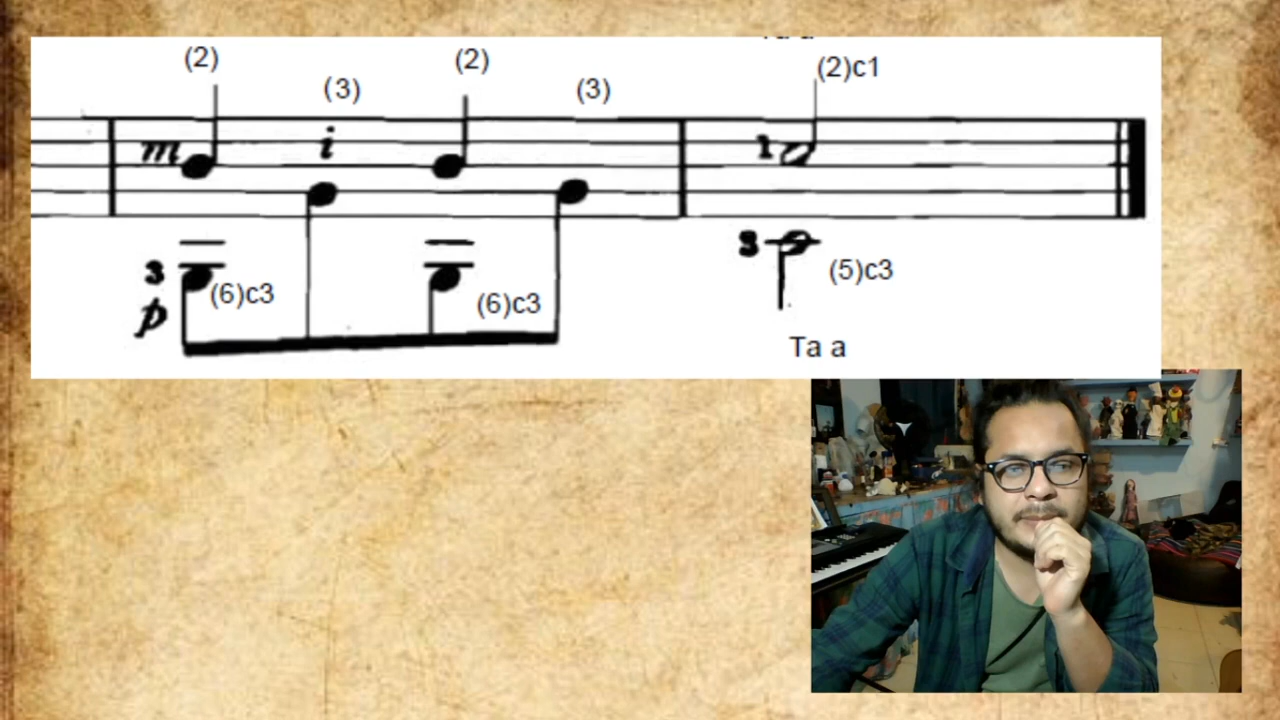 (2) (2) (2)c1
(3) (3)
m i 1
3 3
(6)c3 (6)c3 (5)c3
p
Ta a